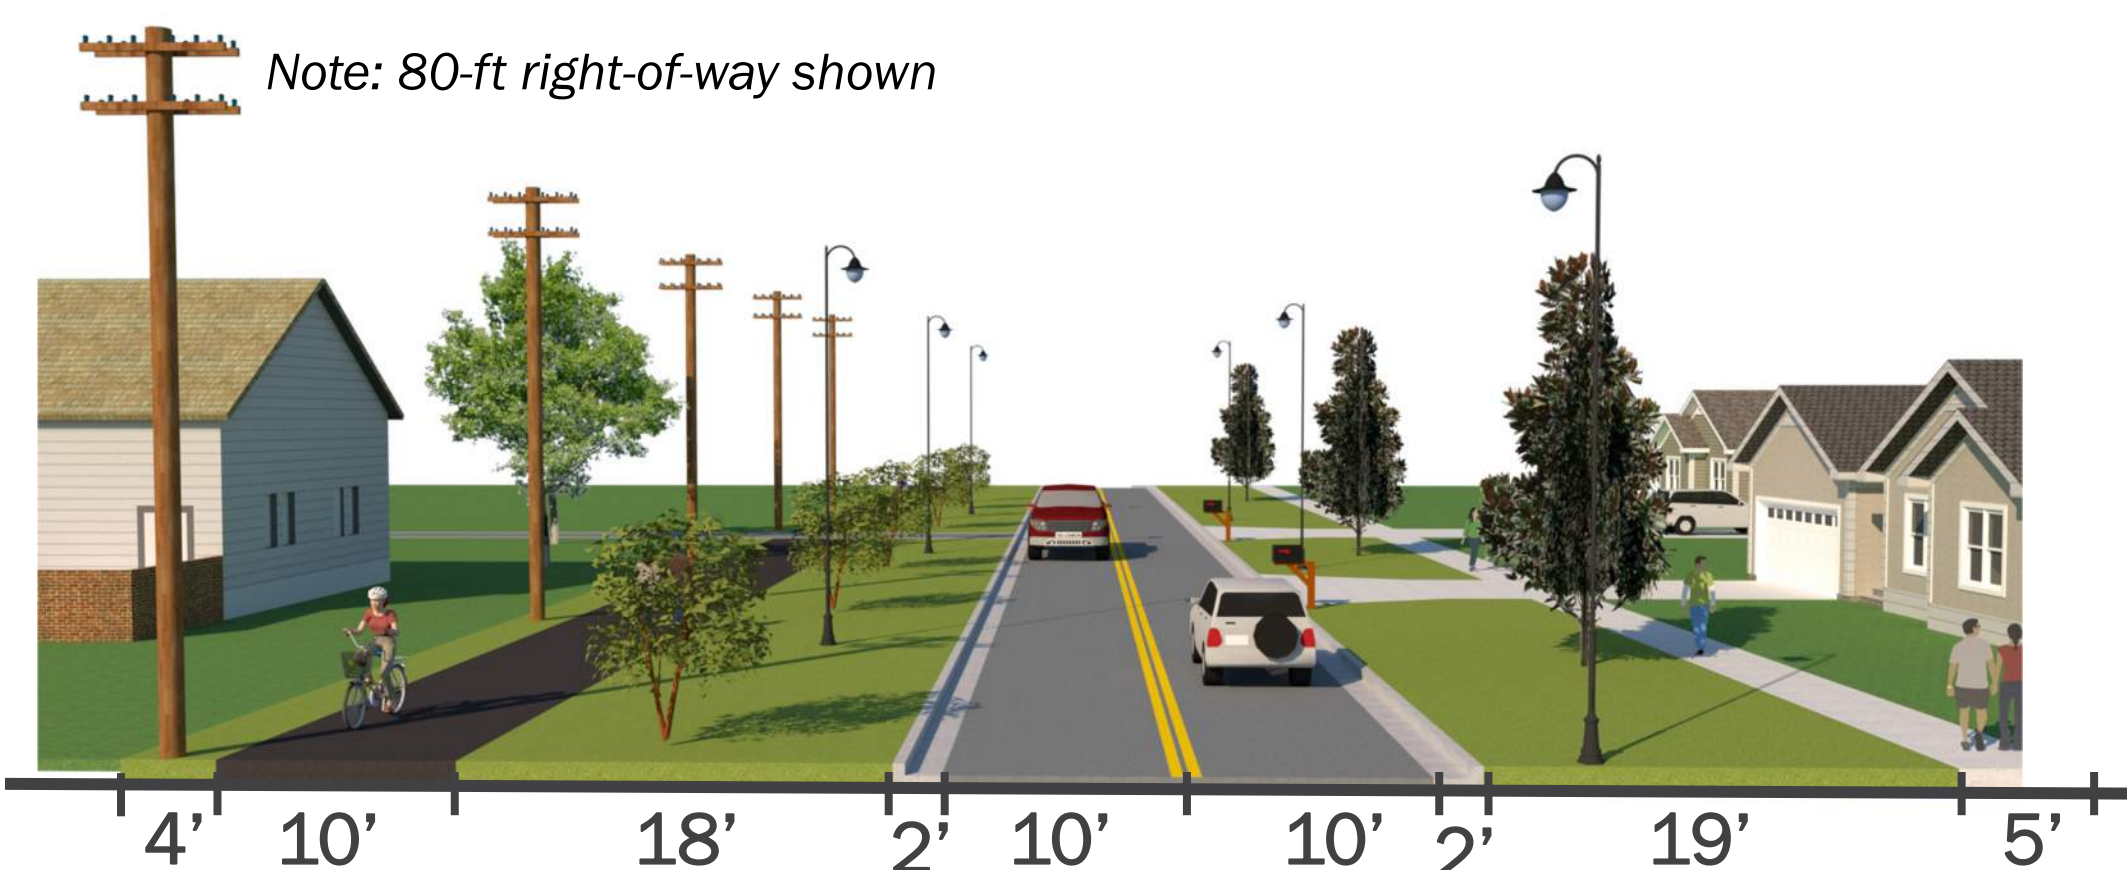 Note: 80-ft right-of-way shown
4’ 10’ 18’ 2’ 10’ 10’ 2’ 19’ 5’